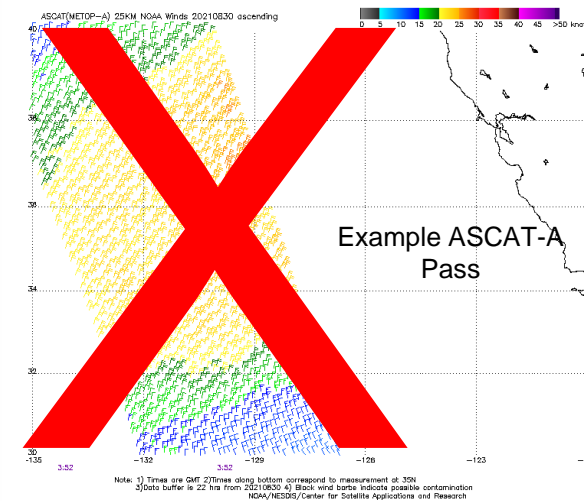 ASCAT(METOP-A) 25KM NOAA Winds 20210830 ascending
0 5 10 15 20 25 30 35 40 45 >50 knots
40
38
36
34
32
30
-135 -132 -129 -126 -123
3:52 3:52
Example ASCAT-A
Pass
Note: 1) Times are GMT 2)Times along bottom correspond to measurement at 35N
3)Data buffer is 22 hrs from 20210830 4) Black wind barbs indicate possible contamination
NOAA/NESDIS/Center for Satellite Applications and Research